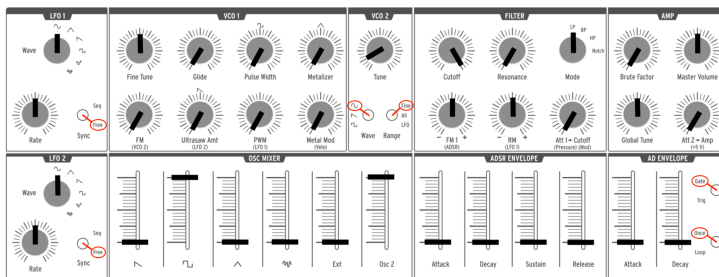 LFO 1
VCO 1
VCO 2
FILTER
AMP
Wave
Fine Tune
Glide
Pulse Width
Metalizer
Tune
Cutoff
Resonance
LP
BP
HP
Notch
Mode
Brute Factor
Master Volume
Rate
Seq
Free
Sync
FM
(VCO 2)
Ultrasaw Amt
(LFO 2)
PWM
(LFO 1)
Metal Mod
(Velo)
Wave
Fine
All
LFO
Range
- +
FM 1
(ADSR)
- +
RM
(LFO 1)
Att 1 = Cutoff
(Pressure) (Mod)
Global Tune
Att 2 = Amp
(+5 V)
LFO 2
OSC MIXER
ADSR ENVELOPE
AD ENVELOPE
Wave
Rate
Seq
Free
Sync
Ext
Osc 2
Attack
Decay
Sustain
Release
Attack
Decay
Gate
Trig
Once
Loop